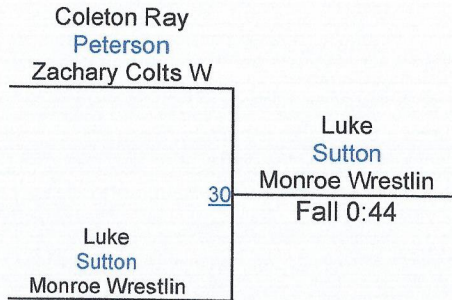 Coleton Ray
Peterson
Zachary Colts W
Luke
Sutton
Monroe Wrestlin
30
Fall 0:44
Luke
Sutton
Monroe Wrestlin